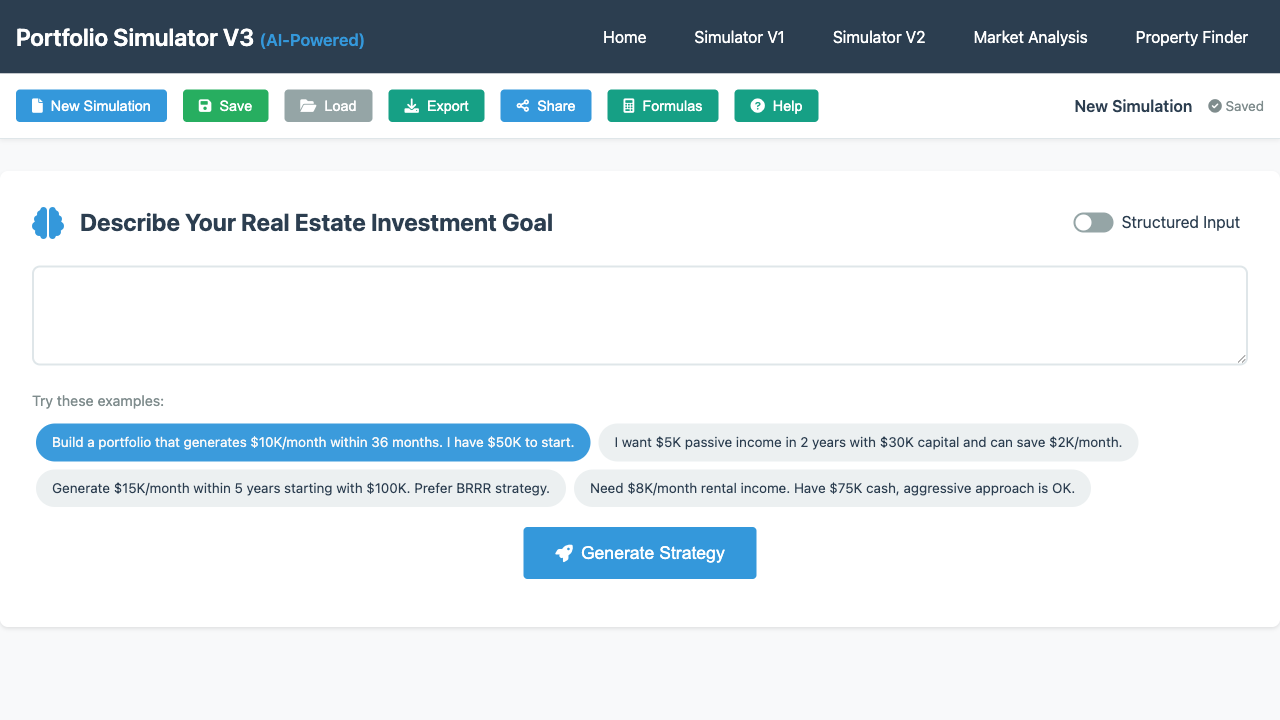 Portfolio Simulator V3 (AI-Powered) Home Simulator V1 Simulator V2 Market Analysis Property Finder
New Simulation Save Load Export Share Formulas Help New Simulation Saved
Describe Your Real Estate Investment Goal Structured Input
Try these examples:
Build a portfolio that generates $10K/month within 36 months. I have $50K to start. I want $5K passive income in 2 years with $30K capital and can save $2K/month.
Generate $15K/month within 5 years starting with $100K. Prefer BRRR strategy. Need $8K/month rental income. Have $75K cash, aggressive approach is OK.
Generate Strategy